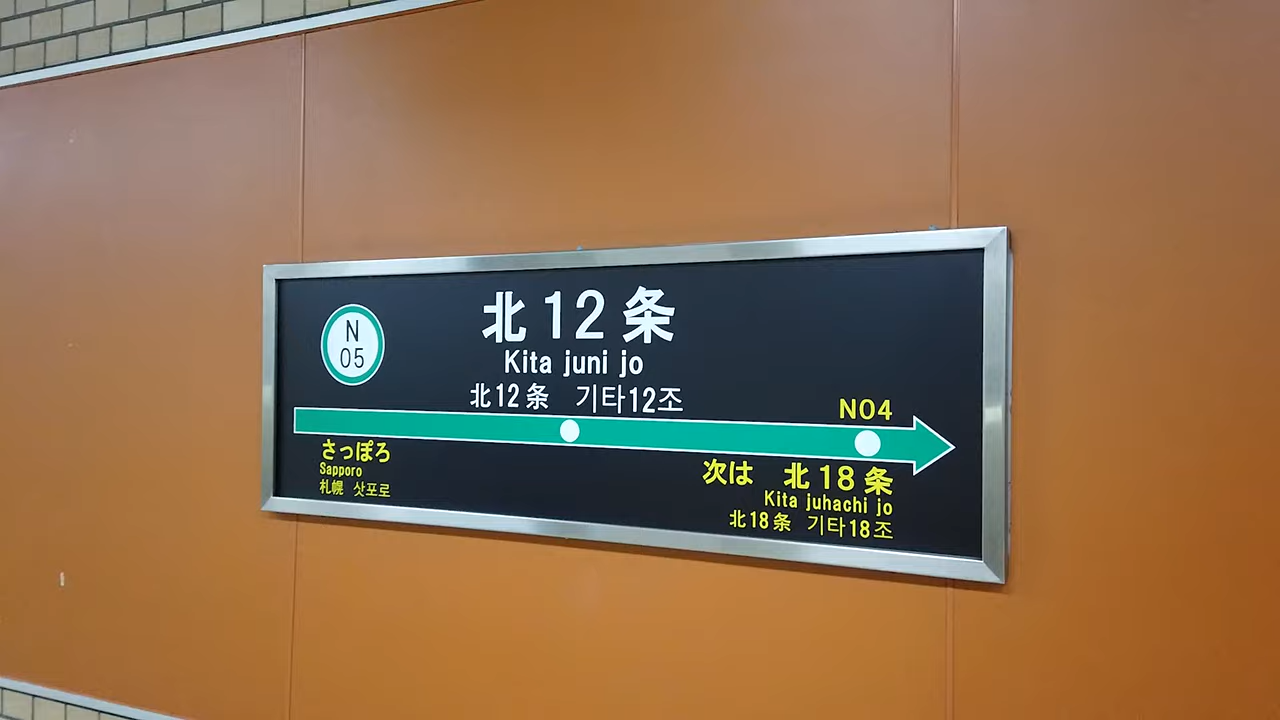 N
05
北12条
Kita juni jo
北12条 기타12조
N04
さっぽろ
Sapporo
札幌 삿포로
次は 北18条
Kita juhachi jo
北18条 기타18조